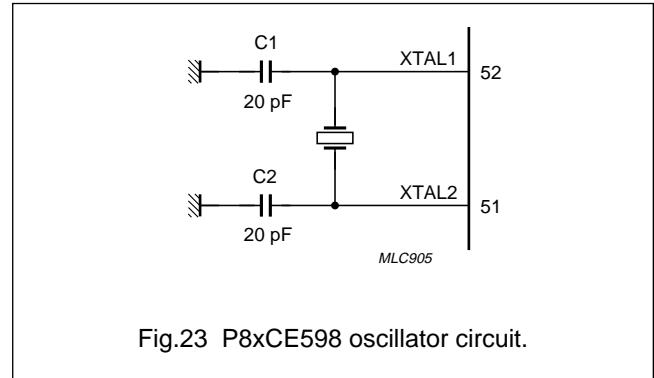 C1
XTAL1
52
20 pF
C2
XTAL2
51
20 pF
MLC905
Fig.23 P8xCE598 oscillator circuit.